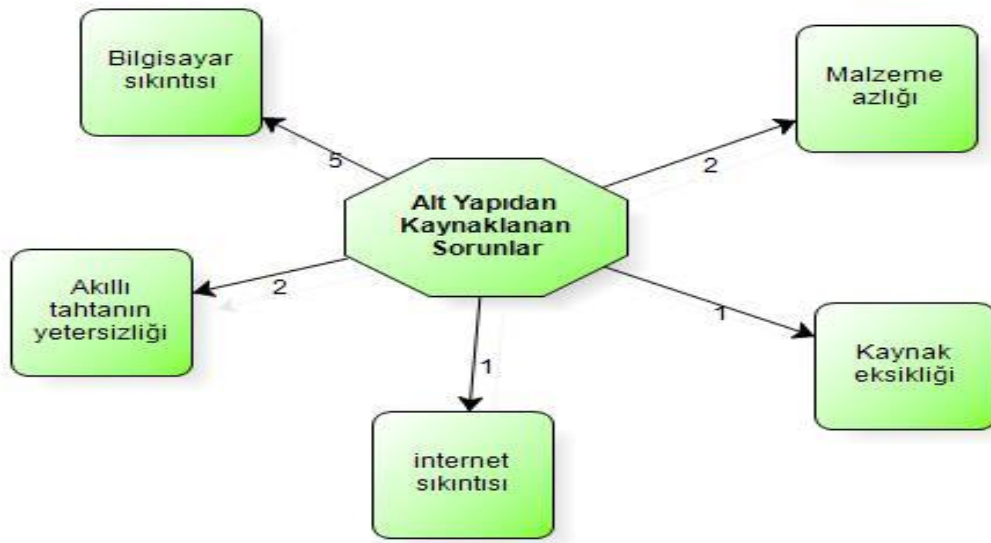 Bilgisayar
sıkıntısı
Malzeme
azlığı
5
2
Alt Yapıdan
Kaynaklanan
Sorunlar
Akıllı
tahtanın
yetersizliği
2
1
1
Kaynak
eksikliği
internet
sıkıntısı